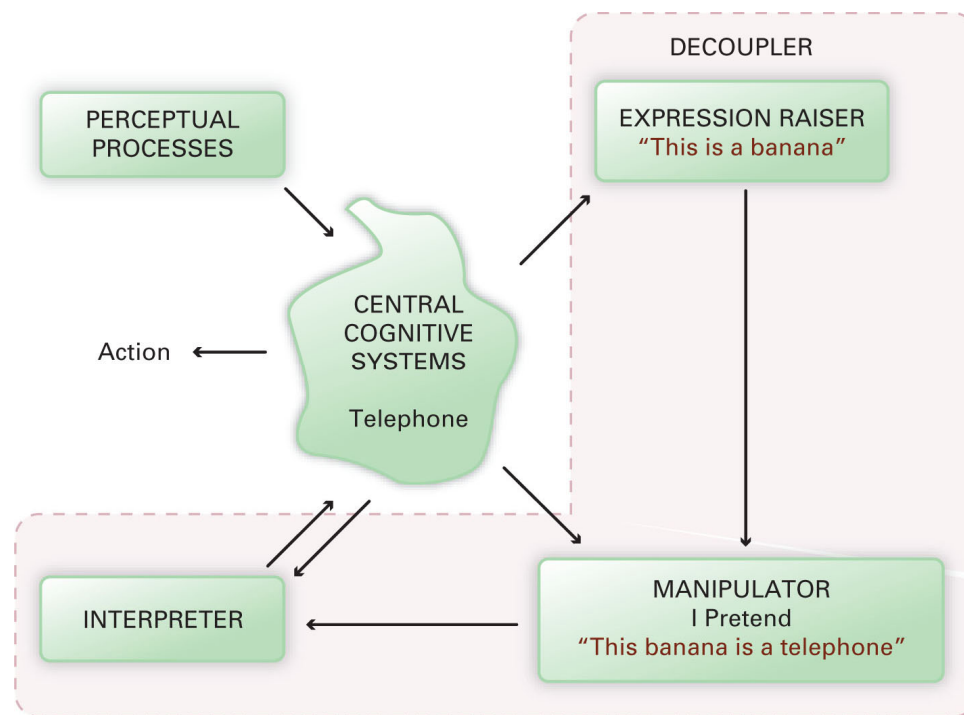 DECOUPLER
PERCEPTUAL
PROCESSES
EXPRESSION RAISER
“This is a banana”
CENTRAL
COGNITIVE
SYSTEMS
Telephone
Action
INTERPRETER
MANIPULATOR
I Pretend
“This banana is a telephone”